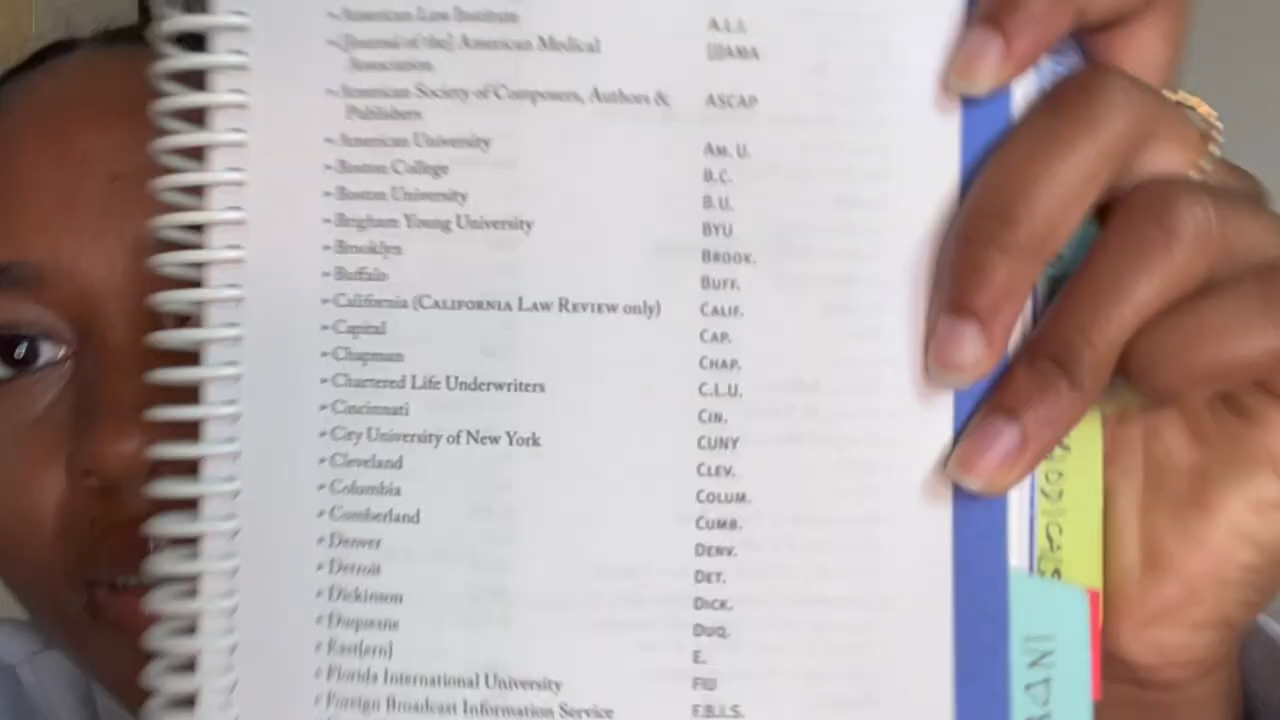 American Law Institute A.L.I.
[Journal of the] American Medical [J]AMA
Association
American Society of Composers, Authors & ASCAP
Publishers
American University AM. U.
Boston College B.C.
Boston University B.U.
Brigham Young University BYU
Brooklyn BROOK.
Buffalo BUFF.
California (CALIFORNIA LAW REVIEW only) CALIF.
Capital CAP.
Chapman CHAP.
Chartered Life Underwriters C.L.U.
Cincinnati CIN.
City University of New York CUNY
Cleveland CLEV.
Columbia COLUM.
Cumberland CUMB.
Denver DENV.
Detroit DET.
Dickinson DICK.
Duquesne DUQ.
East[ern] E.
Florida International University FIU
Foreign Broadcast Information Service F.B.I.S.